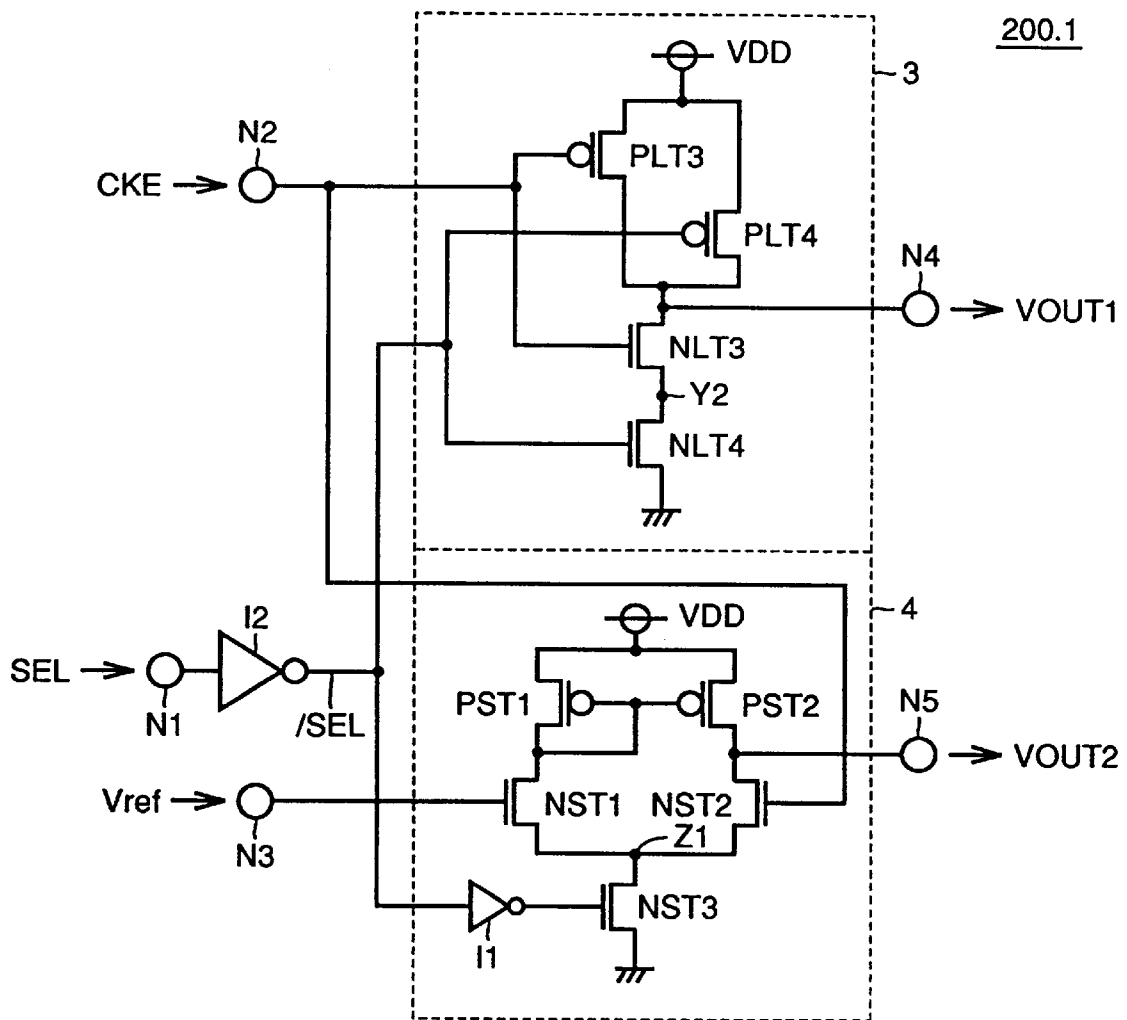 200.1
VDD
3
N2
CKE
PLT3
PLT4
N4
VOUT1
NLT3
Y2
NLT4
4
VDD
I2
SEL
N1
/SEL
PST1
PST2
N5
VOUT2
Vref
N3
NST1
NST2
Z1
I1
NST3